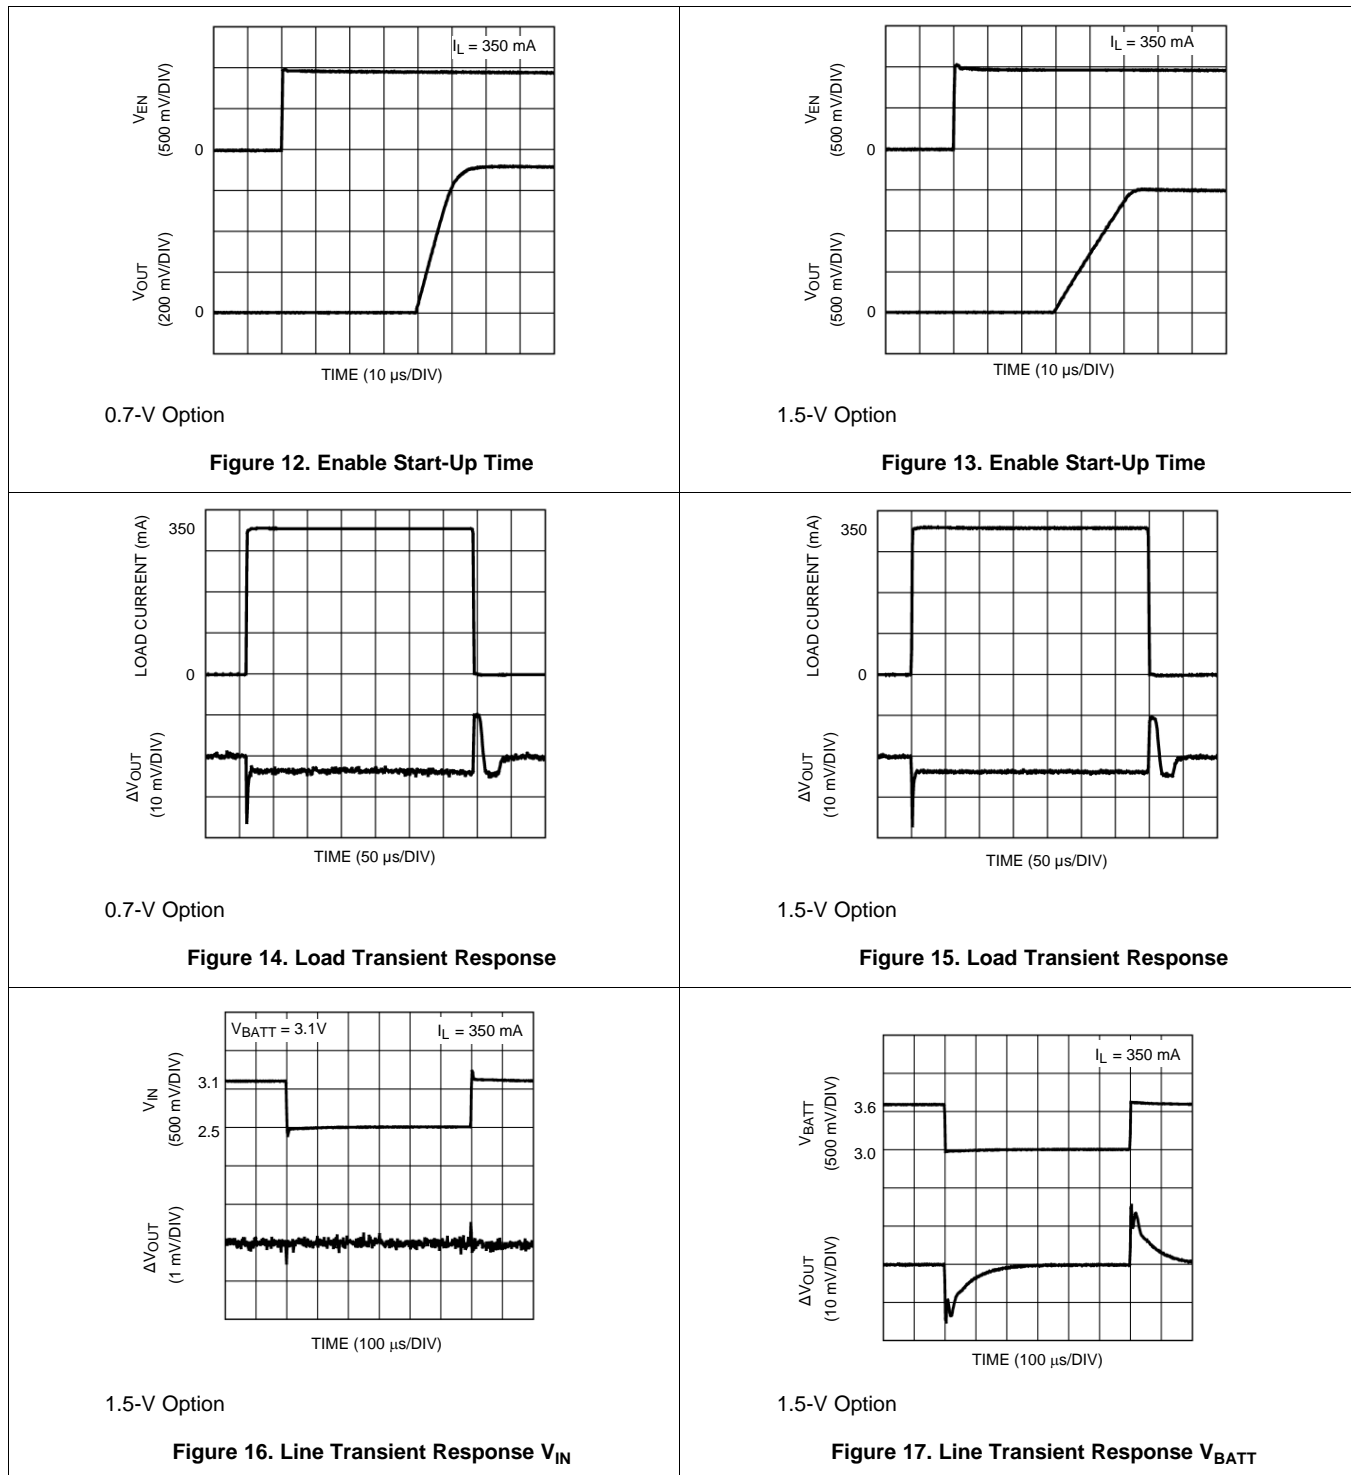 I_L = 350 mA
V_EN
(500 mV/DIV)
0
V_OUT
(200 mV/DIV)
0
TIME (10 µs/DIV)
0.7-V Option
Figure 12. Enable Start-Up Time
I_L = 350 mA
V_EN
(500 mV/DIV)
0
V_OUT
(500 mV/DIV)
0
TIME (10 µs/DIV)
1.5-V Option
Figure 13. Enable Start-Up Time
LOAD CURRENT (mA)
350
0
ΔV_OUT
(10 mV/DIV)
TIME (50 µs/DIV)
0.7-V Option
Figure 14. Load Transient Response
LOAD CURRENT (mA)
350
0
ΔV_OUT
(10 mV/DIV)
TIME (50 µs/DIV)
1.5-V Option
Figure 15. Load Transient Response
V_BATT = 3.1V
I_L = 350 mA
V_IN
(500 mV/DIV)
3.1
2.5
ΔV_OUT
(1 mV/DIV)
TIME (100 µs/DIV)
1.5-V Option
Figure 16. Line Transient Response V_IN
I_L = 350 mA
V_BATT
(500 mV/DIV)
3.6
3.0
ΔV_OUT
(10 mV/DIV)
TIME (100 µs/DIV)
1.5-V Option
Figure 17. Line Transient Response V_BATT